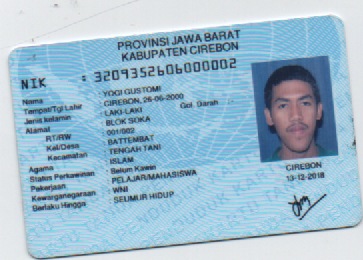 PROVINSI JAWA BARAT
KABUPATEN CIREBON
NIK : 3209352606000002
Nama : YOGI GUSTOMI
Tempat/Tgl Lahir : CIREBON, 26-06-2000
Jenis kelamin : LAKI-LAKI Gol. Darah
Alamat : BLOK SOKA
RT/RW : 001/002
Kel/Desa : BATTEMBAT
Kecamatan : TENGAH TANI
Agama : ISLAM
Status Perkawinan : Belum Kawin
Pekerjaan : PELAJAR/MAHASISWA
Kewarganegaraan : WNI
Berlaku Hingga : SEUMUR HIDUP
CIREBON
13-12-2018